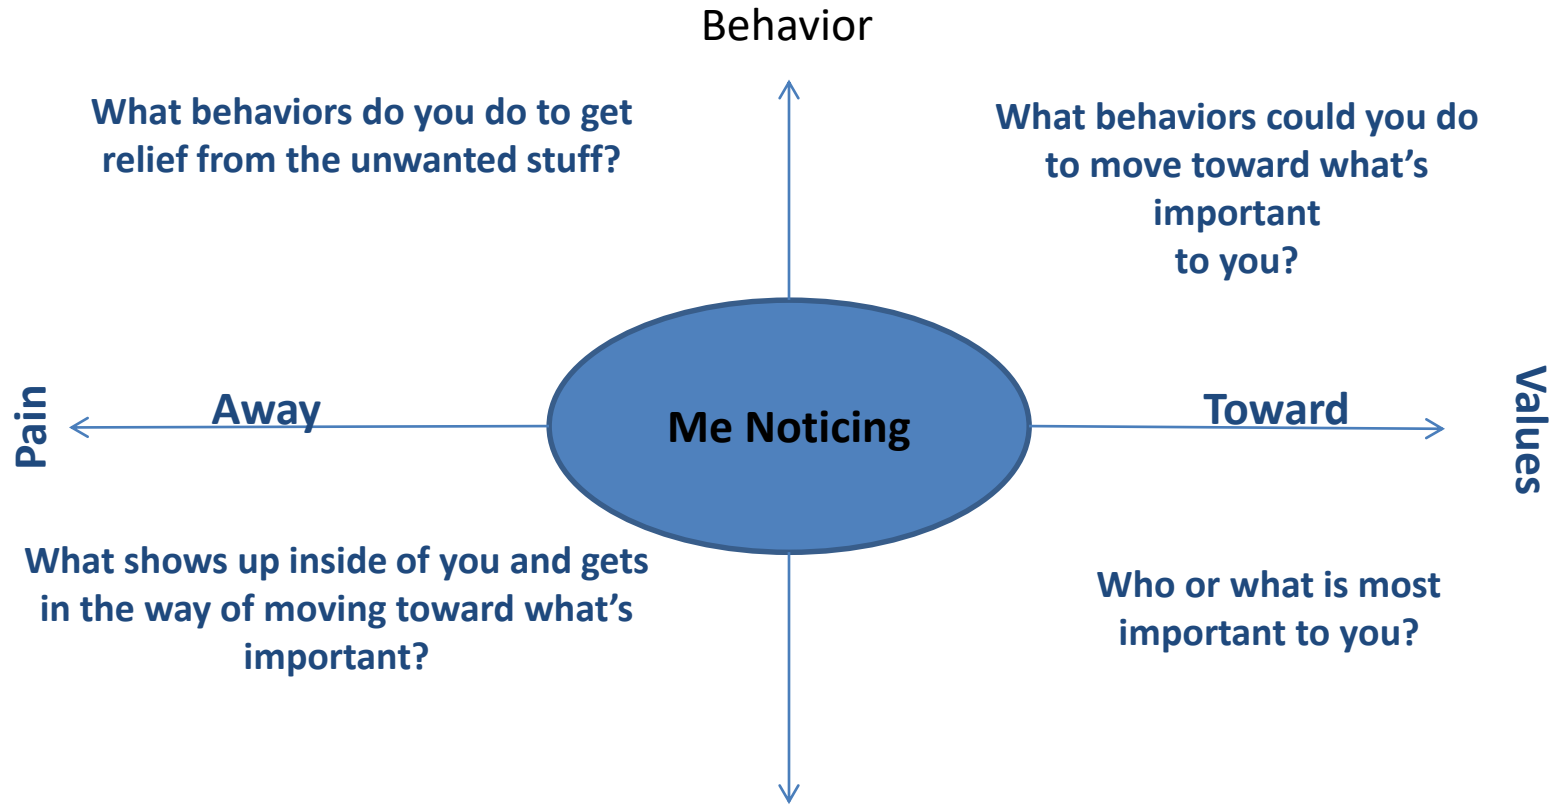 Behavior
What behaviors do you do to get
relief from the unwanted stuff?
What behaviors could you do
to move toward what’s
important
to you?
Pain
Away
Me Noticing
Toward
Values
What shows up inside of you and gets
in the way of moving toward what’s
important?
Who or what is most
important to you?